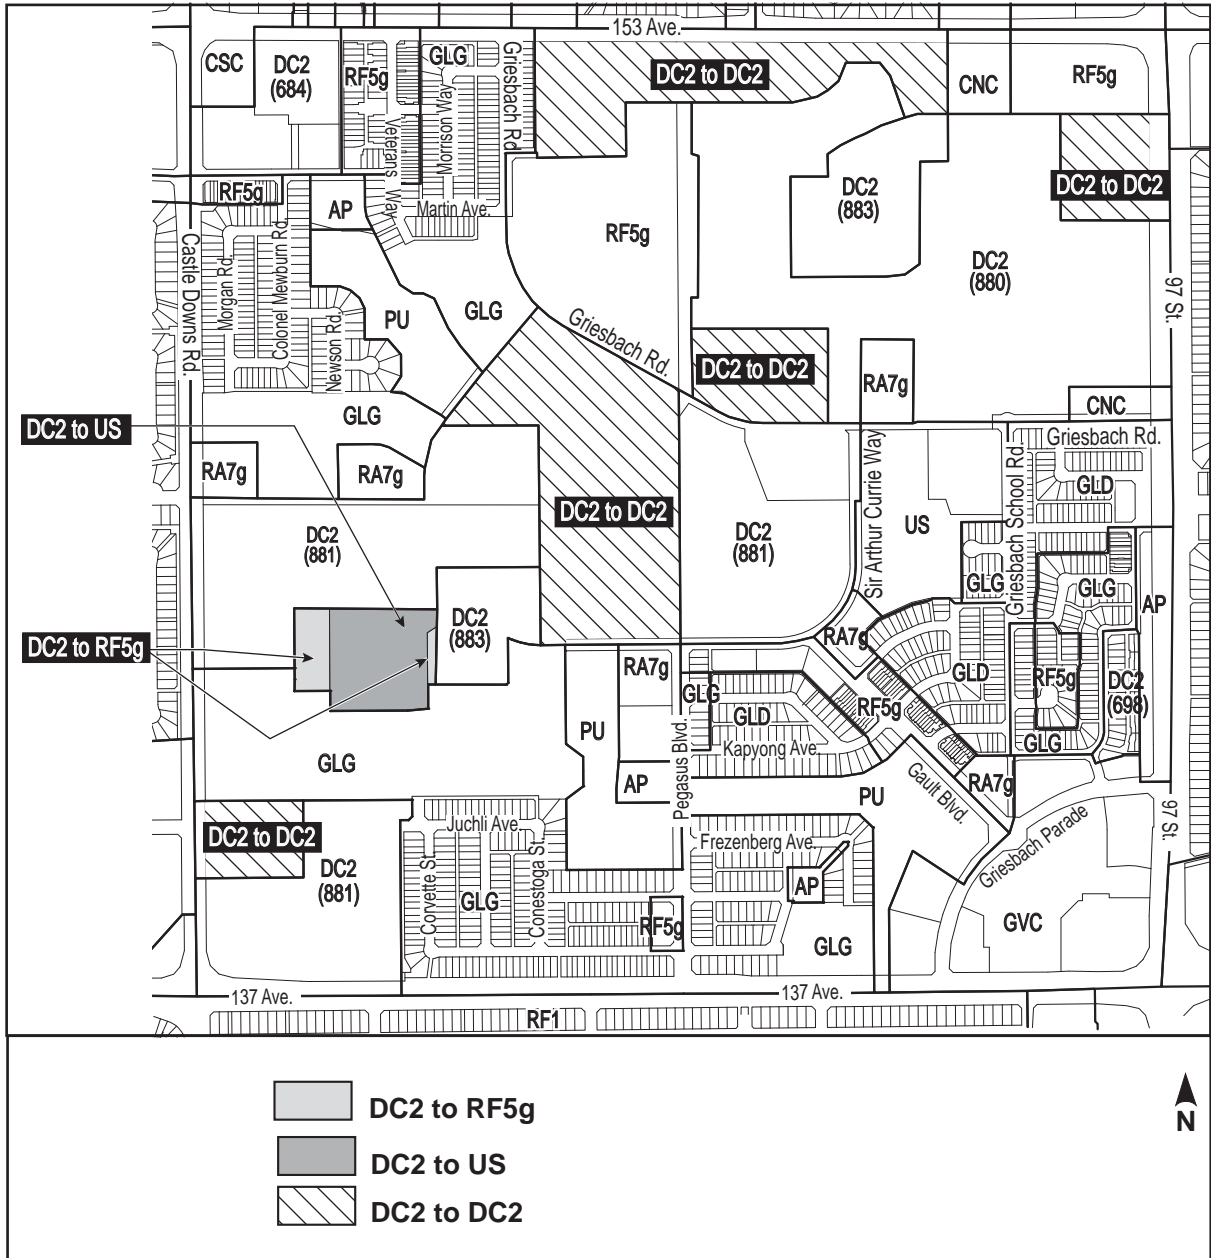 153 Ave.
CSC
DC2
(684)
RF5g
GLG
Griesbach Rd.
DC2 to DC2
CNC
RF5g
Veterans Way
Morrison Way
Martin Ave.
RF5g
AP
DC2 to DC2
DC2
(883)
RF5g
DC2
(880)
Castle Downs Rd.
Morgan Rd.
Colonel Mewburn Rd.
Newson Rd.
PU
GLG
Griesbach Rd.
97 St.
DC2 to DC2
RA7g
CNC
GLG
DC2 to US
Griesbach Rd.
RA7g
RA7g
GLD
DC2 to DC2
DC2
(881)
DC2
(881)
Sir Arthur Currie Way
US
Griesbach School Rd.
GLG
GLG
AP
DC2
(883)
DC2 to RF5g
RA7g
RA7g
GLD
RF5g
DC2
(698)
GLG
GLD
RF5g
PU
Pegasus Blvd.
Kapyong Ave.
GLG
GLG
AP
PU
Gault Blvd.
RA7g
DC2 to DC2
DC2
(881)
Juchli Ave.
Frezenberg Ave.
Griesbach Parade
97 St.
Corvette St.
GLG
Conestoga St.
AP
RF5g
GLG
GVC
137 Ave.
137 Ave.
RF1
DC2 to RF5g
DC2 to US
DC2 to DC2
N